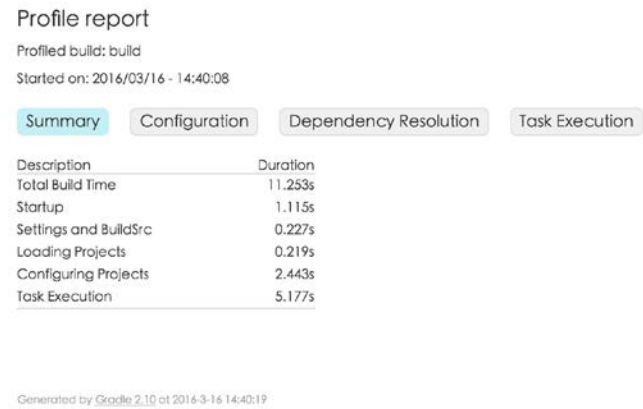 Profile report
Profiled build: build
Started on: 2016/03/16 - 14:40:08
Summary Configuration Dependency Resolution Task Execution
Description Duration
Total Build Time 11.253s
Startup 1.115s
Settings and BuildSrc 0.227s
Loading Projects 0.219s
Configuring Projects 2.443s
Task Execution 5.177s
Generated by Gradle 2.10 at 2016-3-16 14:40:19